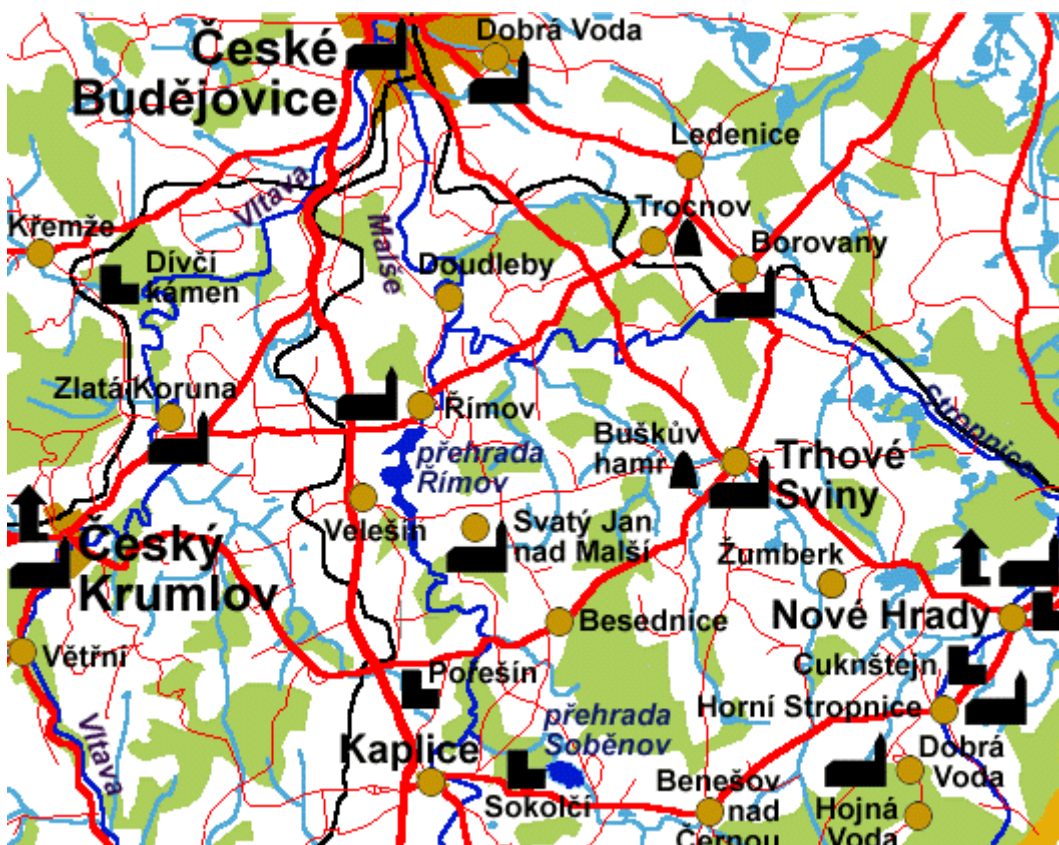 České
Budějovice
Dobrá Voda
Ledenice
Vltava
Malše
Trocnov
Křemže
Dívčí
kámen
Doudleby
Borovany
Zlatá Koruna
Římov
Stropnice
přehrada
Římov
Buškův
hamr
Trhové
Sviny
Velešín
Svatý Jan
nad Malší
Český
Krumlov
Žumberk
Nové Hrady
Besednice
Větřní
Pořešín
Cuknštejn
Horní Stropnice
Vltava
přehrada
Soběnov
Kaplice
Sokolčí
Benešov
nad
Černou
Dobrá
Voda
Hojná
Voda